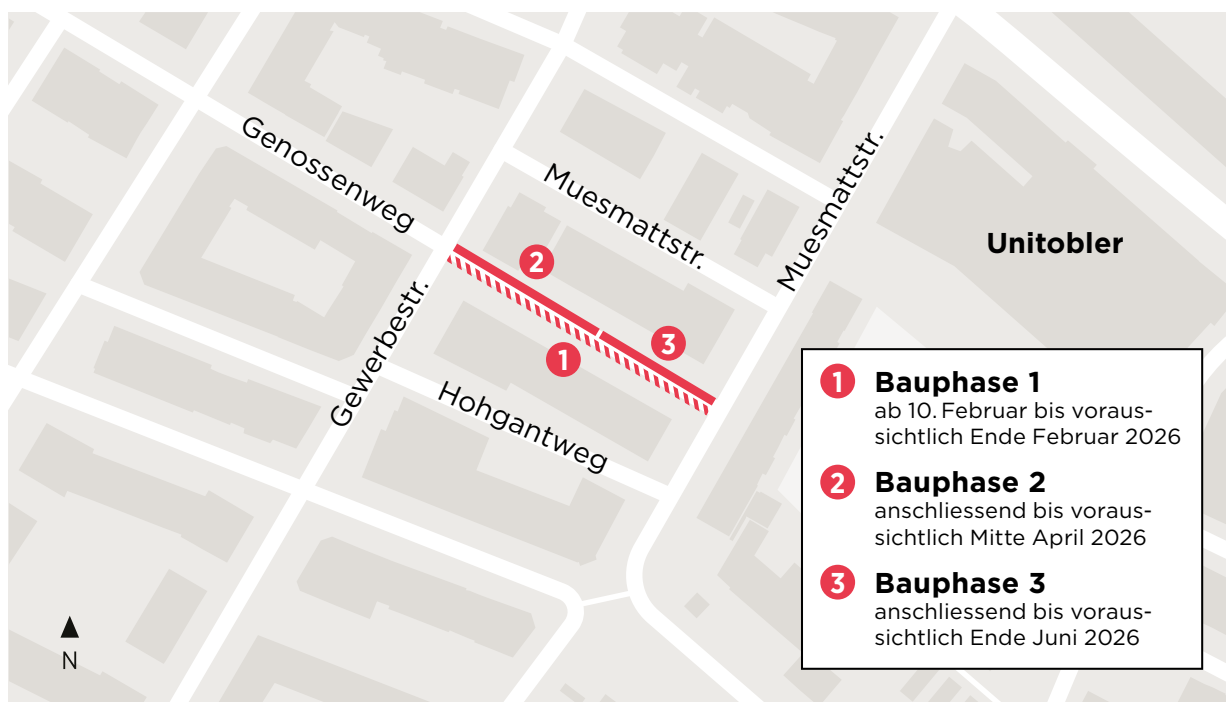 Genossenweg
Muesmattstr.
Muesmattstr.
Unitobler
2
3
1
Gewerbestr.
Hohgantweg
N
1 Bauphase 1
ab 10. Februar bis voraus-
sichtlich Ende Februar 2026
2 Bauphase 2
anschliessend bis voraus-
sichtlich Mitte April 2026
3 Bauphase 3
anschliessend bis voraus-
sichtlich Ende Juni 2026